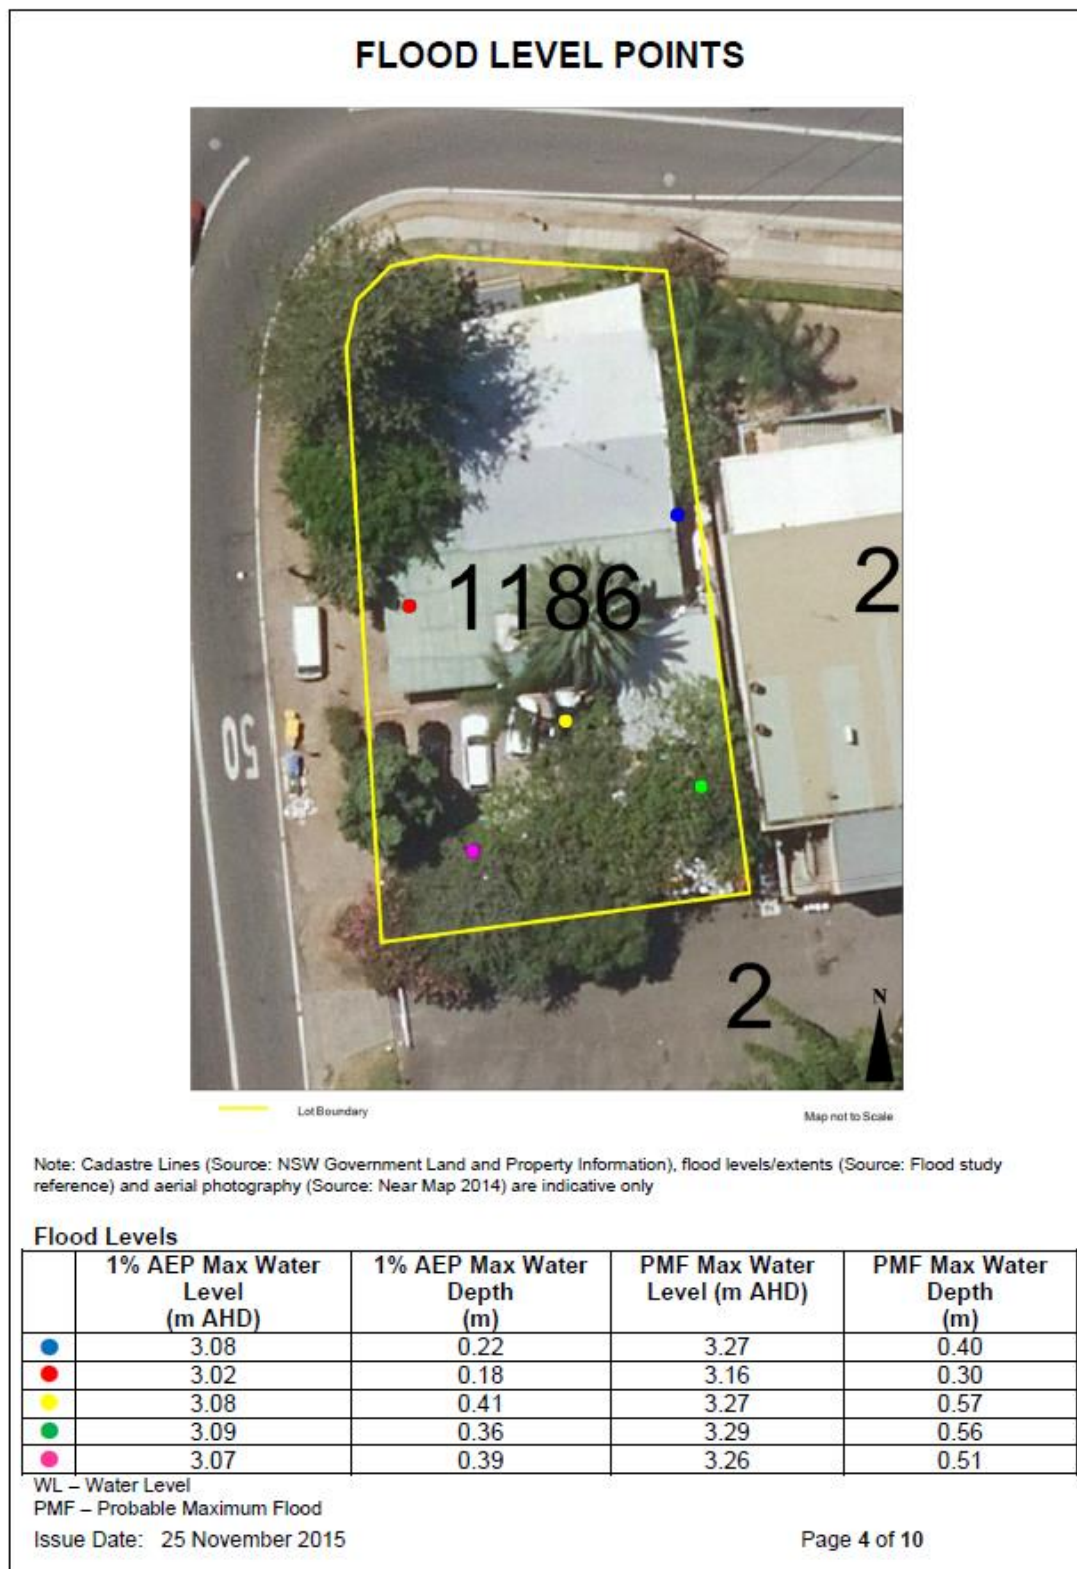 FLOOD LEVEL POINTS
50
1186
2
2
N
Lot Boundary
Map not to Scale
Note: Cadastre Lines (Source: NSW Government Land and Property Information), flood levels/extents (Source: Flood study
reference) and aerial photography (Source: Near Map 2014) are indicative only
Flood Levels
1% AEP Max Water Level (m AHD) 1% AEP Max Water Depth (m) PMF Max Water Level (m AHD) PMF Max Water Depth (m)
3.08 0.22 3.27 0.40
3.02 0.18 3.16 0.30
3.08 0.41 3.27 0.57
3.09 0.36 3.29 0.56
3.07 0.39 3.26 0.51
WL – Water Level
PMF – Probable Maximum Flood
Issue Date: 25 November 2015 Page 4 of 10